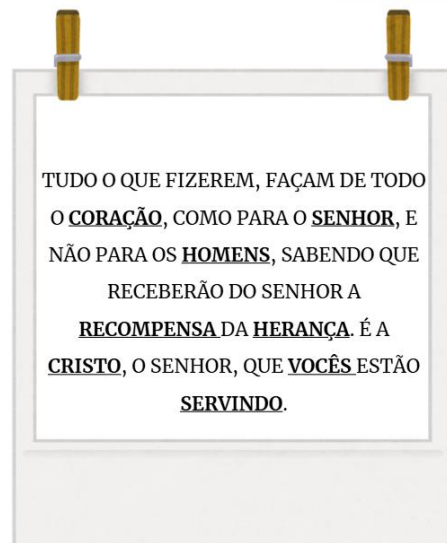 TUDO O QUE FIZEREM, FAÇAM DE TODO
O CORAÇÃO, COMO PARA O SENHOR, E
NÃO PARA OS HOMENS, SABENDO QUE
RECEBERÃO DO SENHOR A
RECOMPENSA DA HERANÇA. É A
CRISTO, O SENHOR, QUE VOCÊS ESTÃO
SERVINDO.